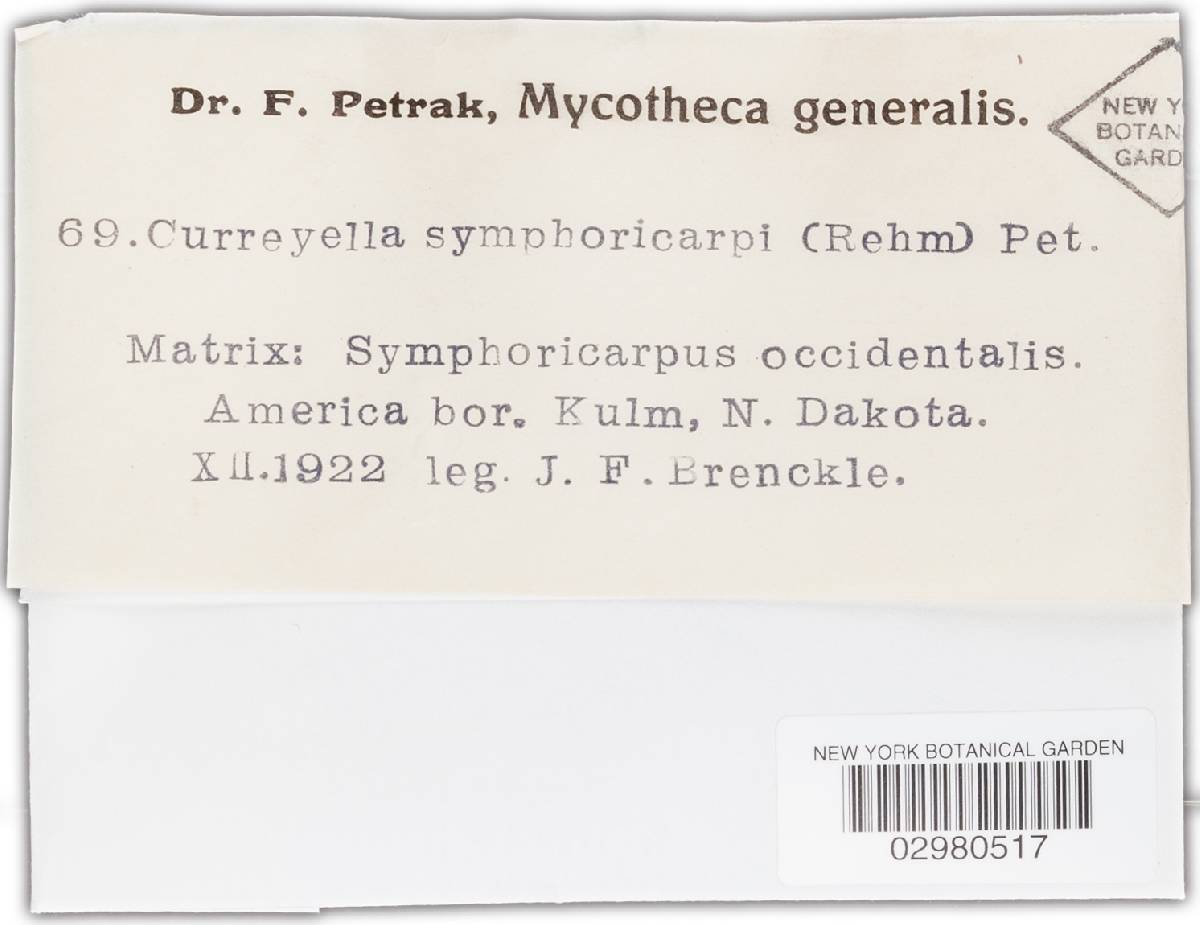 Dr. F. Petrak, Mycotheca generalis.
NEW Y
BOTAN
GARD
69. Curreyella symphoricarpi (Rehm) Pet.
Matrix: Symphoricarpus occidentalis.
America bor. Kulm, N. Dakota.
XII.1922 leg. J. F. Brenckle.
NEW YORK BOTANICAL GARDEN
02980517